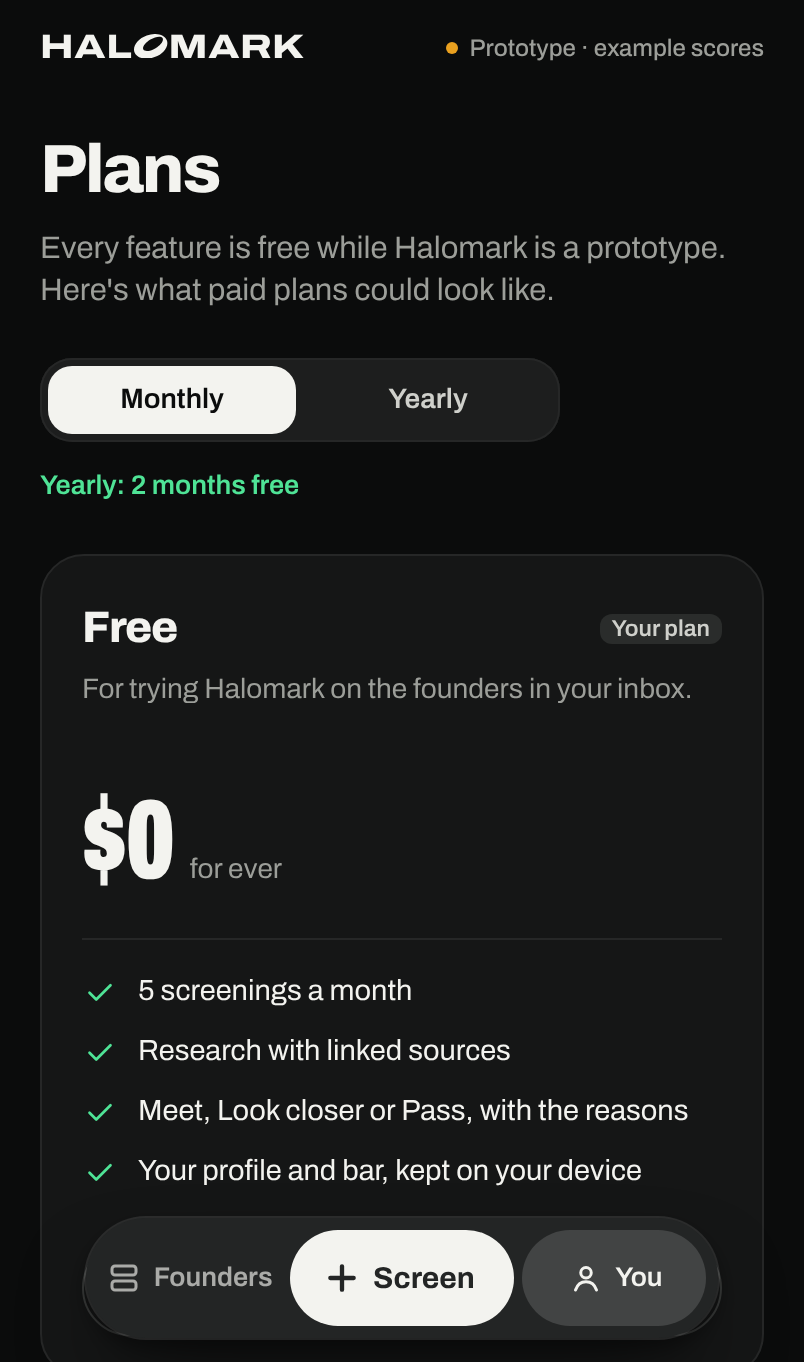 HALOMARK
Prototype · example scores
Plans
Every feature is free while Halomark is a prototype.
Here's what paid plans could look like.
Monthly
Yearly
Yearly: 2 months free
Free
Your plan
For trying Halomark on the founders in your inbox.
$0 for ever
5 screenings a month
Research with linked sources
Meet, Look closer or Pass, with the reasons
Your profile and bar, kept on your device
Founders
Screen
You